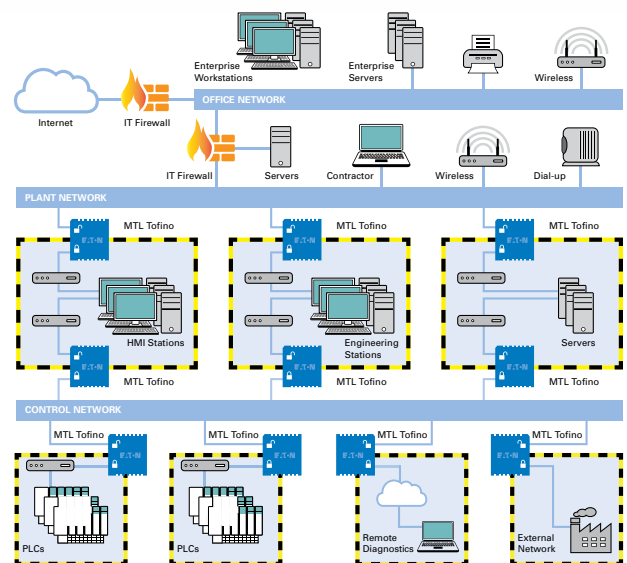 Enterprise
Workstations
Enterprise
Servers
Wireless
OFFICE NETWORK
Internet
IT Firewall
IT Firewall
Servers
Contractor
Wireless
Dial-up
PLANT NETWORK
MTL Tofino
MTL Tofino
MTL Tofino
E·T·N
E·T·N
E·T·N
HMI Stations
Engineering
Stations
Servers
E·T·N
E·T·N
E·T·N
MTL Tofino
MTL Tofino
MTL Tofino
CONTROL NETWORK
MTL Tofino
MTL Tofino
MTL Tofino
MTL Tofino
E·T·N
E·T·N
E·T·N
E·T·N
PLCs
PLCs
Remote
Diagnostics
External
Network